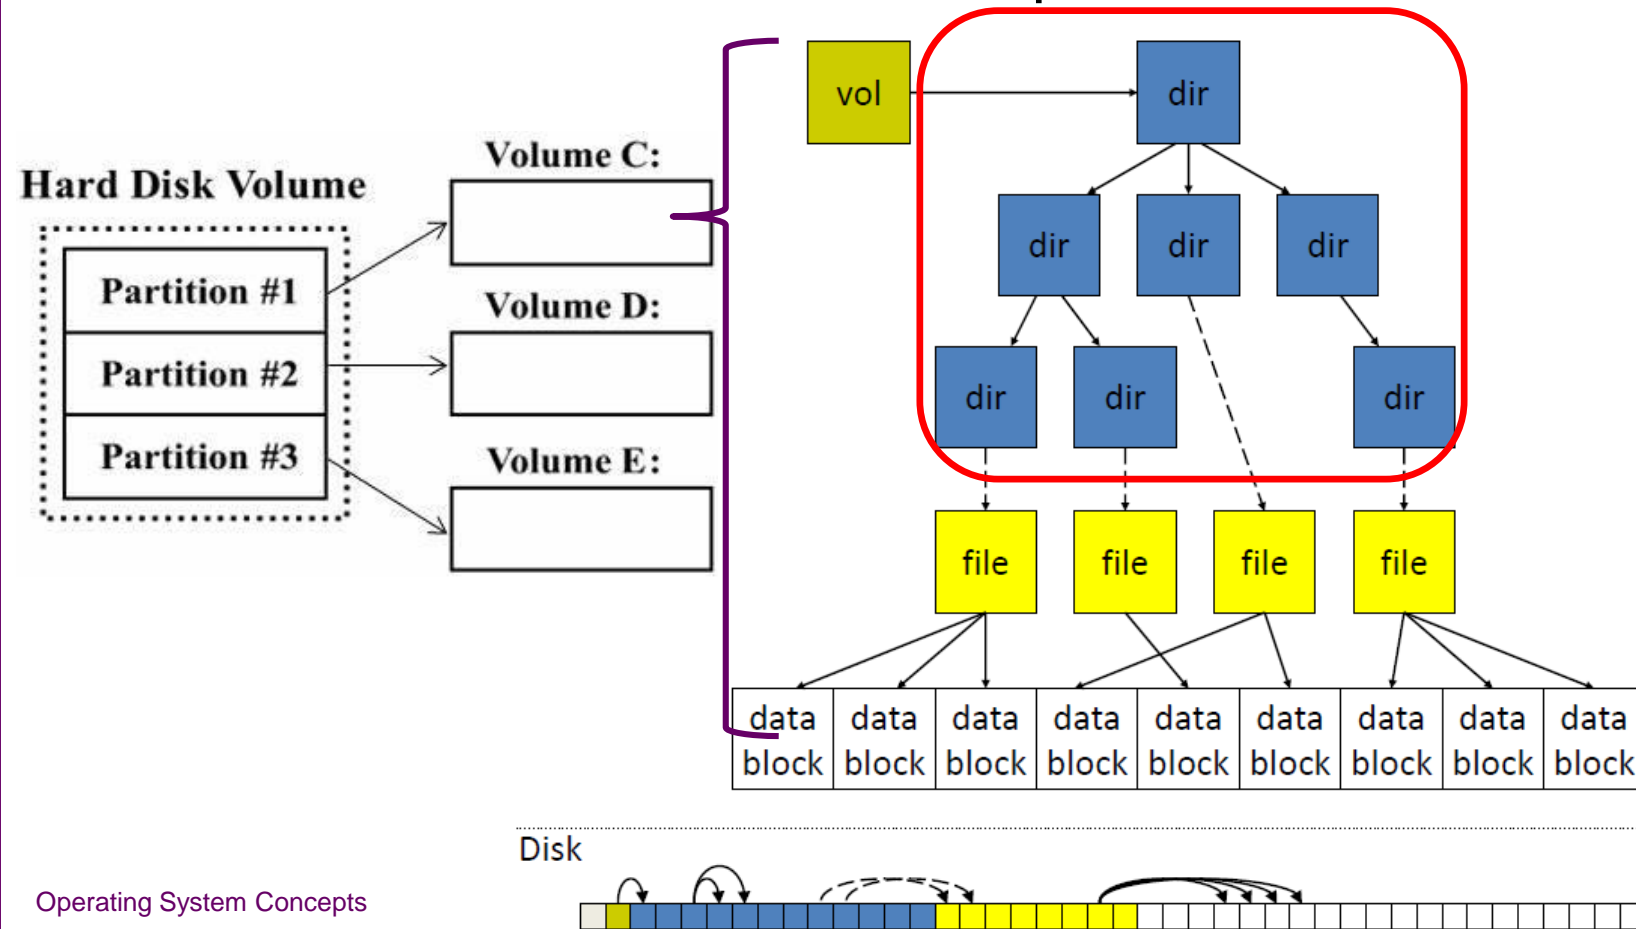 Hard Disk Volume
Partition #1
Partition #2
Partition #3
Volume C:
Volume D:
Volume E:
vol
dir
dir
dir
dir
dir
dir
dir
file
file
file
file
data block
data block
data block
data block
data block
data block
data block
data block
data block
Disk
Operating System Concepts